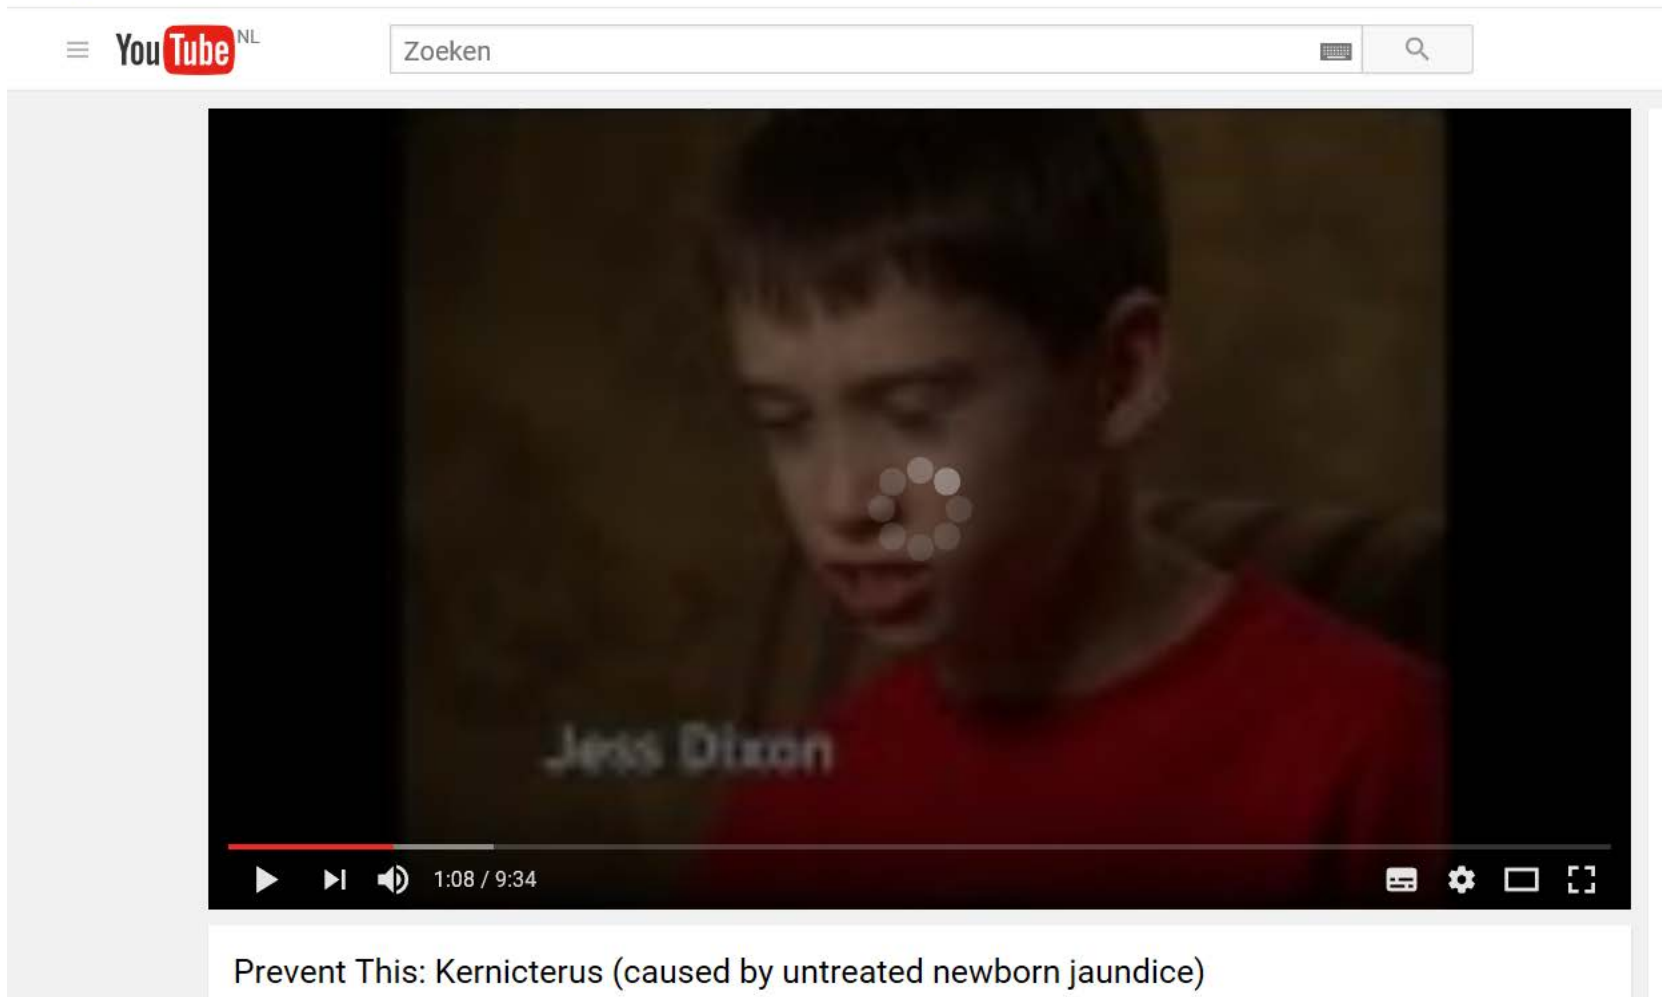 YouTube NL
Zoeken
Jess Dixon
1:08 / 9:34
Prevent This: Kernicterus (caused by untreated newborn jaundice)